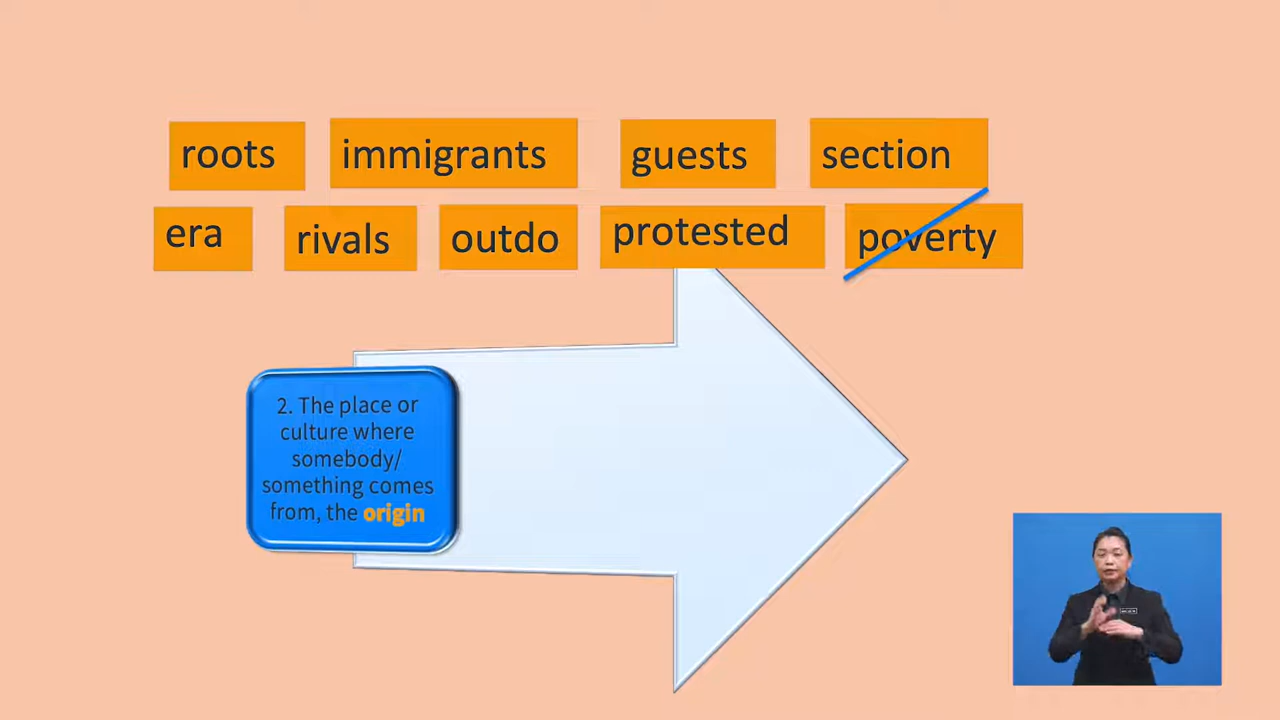 roots immigrants guests section
era rivals outdo protested poverty
2. The place or
culture where
somebody/
something comes
from, the origin